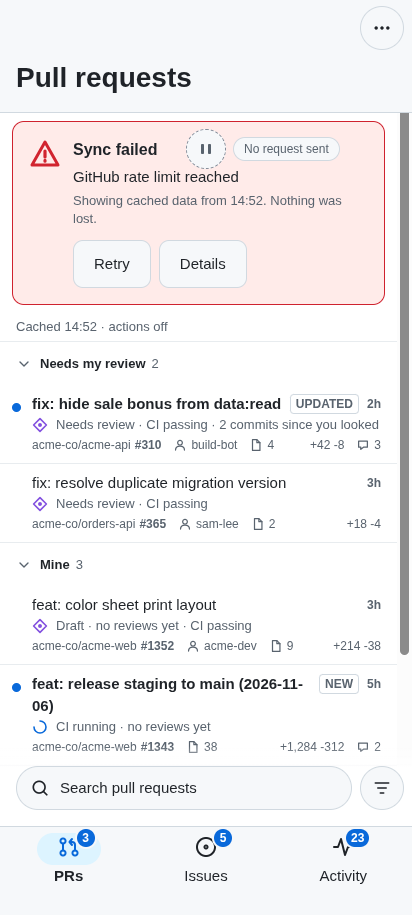 Pull requests
Sync failed
No request sent
GitHub rate limit reached
Showing cached data from 14:52. Nothing was
lost.
Retry Details
Cached 14:52 · actions off
Needs my review 2
fix: hide sale bonus from data:read UPDATED 2h
Needs review · CI passing · 2 commits since you looked
acme-co/acme-api #310 build-bot 4 +42 -8 3
fix: resolve duplicate migration version 3h
Needs review · CI passing
acme-co/orders-api #365 sam-lee 2 +18 -4
Mine 3
feat: color sheet print layout 3h
Draft · no reviews yet · CI passing
acme-co/acme-web #1352 acme-dev 9 +214 -38
feat: release staging to main (2026-11- NEW 5h
06)
CI running · no reviews yet
acme-co/acme-web #1343 38 +1,284 -312 2
Search pull requests
3 5 23
PRs Issues Activity